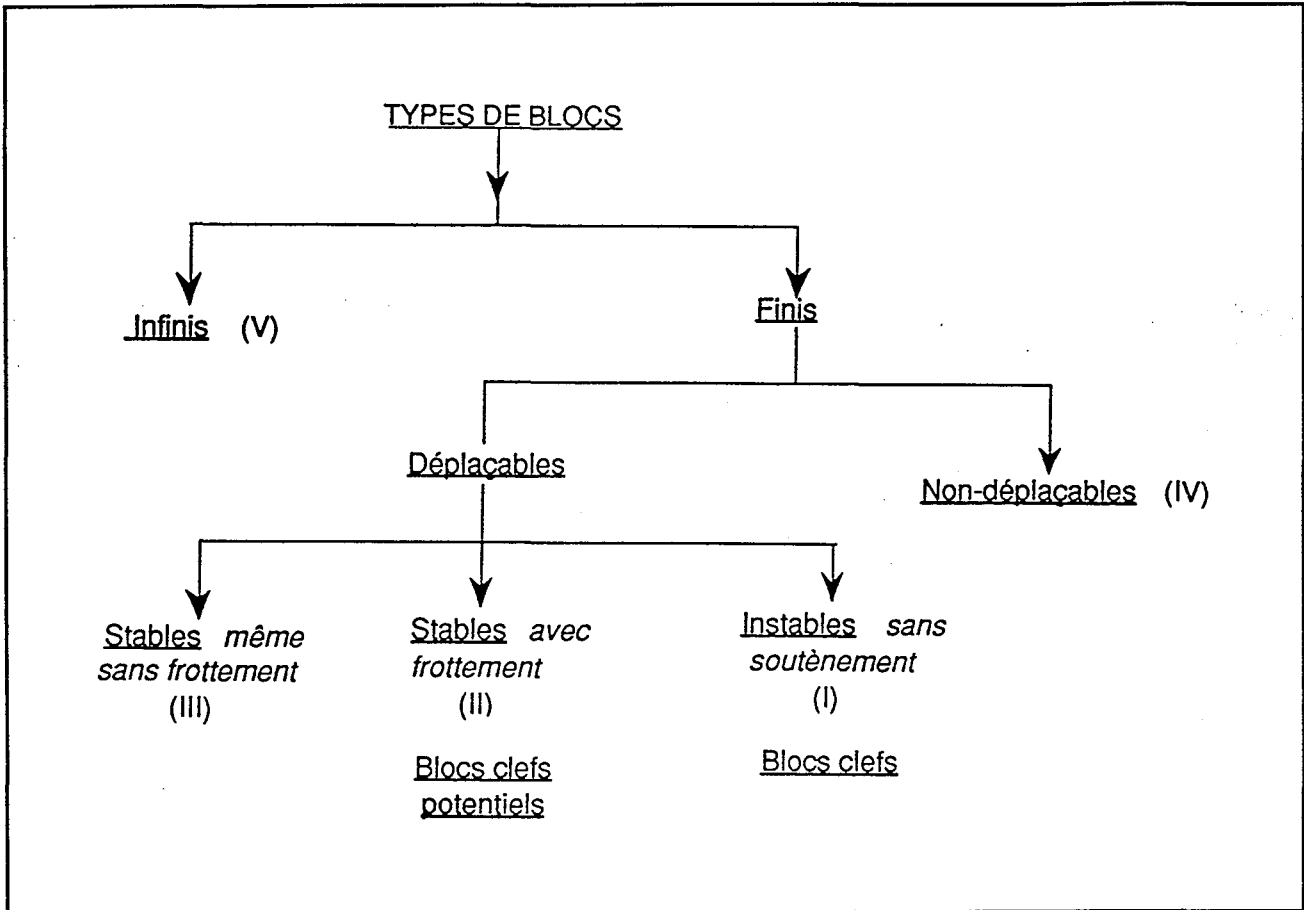 TYPES DE BLOCS
Infinis (V)
Finis
Déplaçables
Non-déplaçables (IV)
Stables même
sans frottement
(III)
Stables avec
frottement
(II)
Blocs clefs
potentiels
Instables sans
soutènement
(I)
Blocs clefs